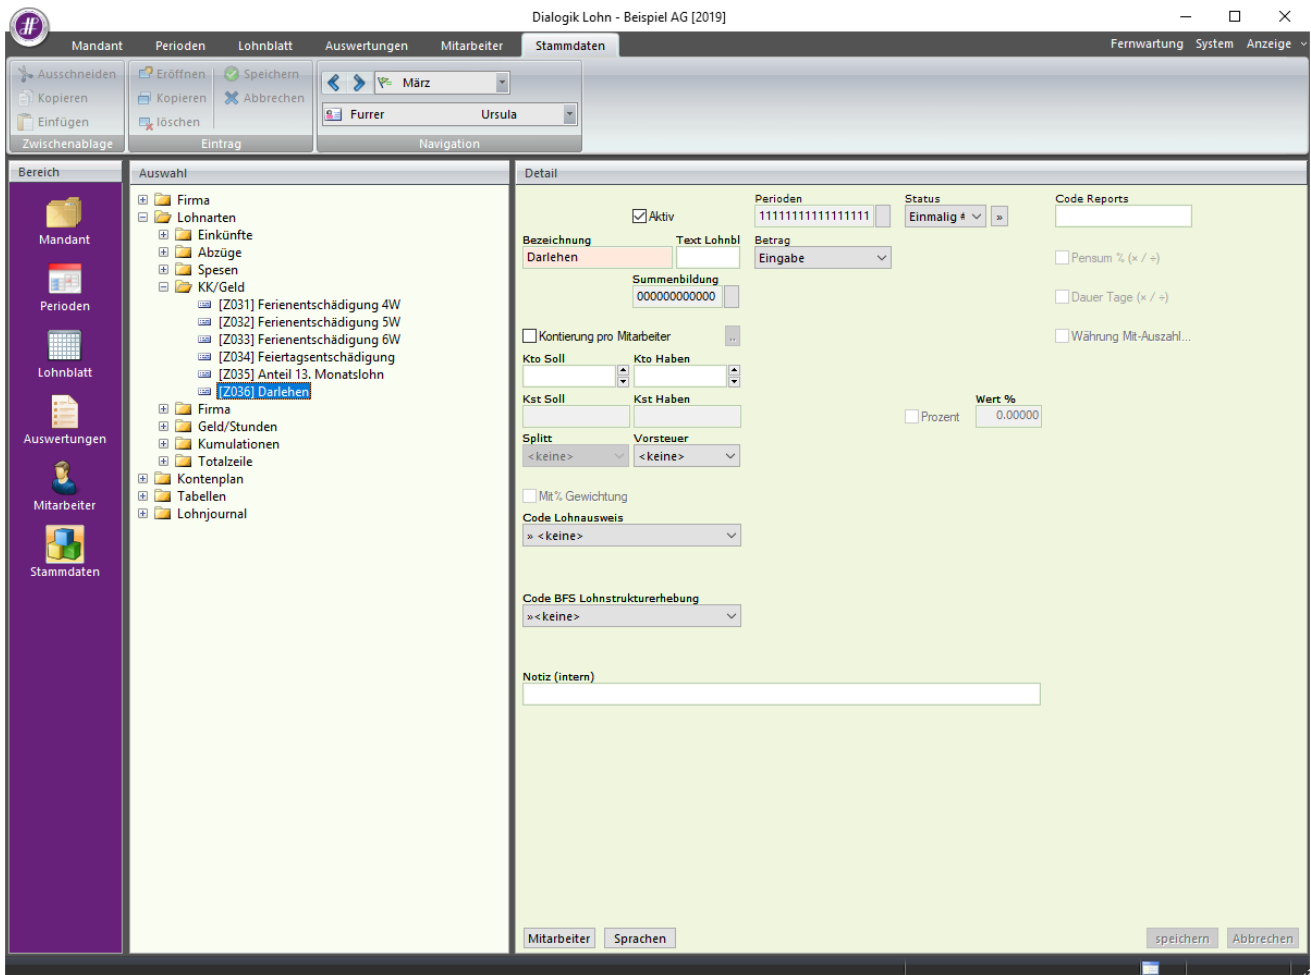 Dialogik Lohn - Beispiel AG [2019]
Mandant Perioden Lohnblatt Auswertungen Mitarbeiter Stammdaten Fernwartung System Anzeige
Ausschneiden Eröffnen Speichern
März
Kopieren Kopieren Abbrechen
Furrer Ursula
Einfügen löschen
Zwischenablage Eintrag Navigation
Bereich
Mandant
Perioden
Lohnblatt
Auswertungen
Mitarbeiter
Stammdaten
Auswahl
Firma
Lohnarten
Einkünfte
Abzüge
Spesen
KK/Geld
[Z031] Ferienentschädigung 4W
[Z032] Ferienentschädigung 5W
[Z033] Ferienentschädigung 6W
[Z034] Feiertagsentschädigung
[Z035] Anteil 13. Monatslohn
[Z036] Darlehen
Firma
Geld/Stunden
Kumulationen
Totalzeile
Kontenplan
Tabellen
Lohnjournal
Detail
Perioden Status Code Reports
Aktiv 11111111111111111 Einmalig »
Bezeichnung Text Lohnbl Betrag
Darlehen Eingabe Pensum % (× / ÷)
Summenbildung
000000000000 Dauer Tage (× / ÷)
Kontierung pro Mitarbeiter .. Währung Mit-Auszahl...
Kto Soll Kto Haben
Kst Soll Kst Haben Wert %
Prozent 0.00000
Splitt Vorsteuer
<keine> <keine>
Mit% Gewichtung
Code Lohnausweis
» <keine>
Code BFS Lohnstrukturerhebung
»<keine>
Notiz (intern)
Mitarbeiter Sprachen speichern Abbrechen